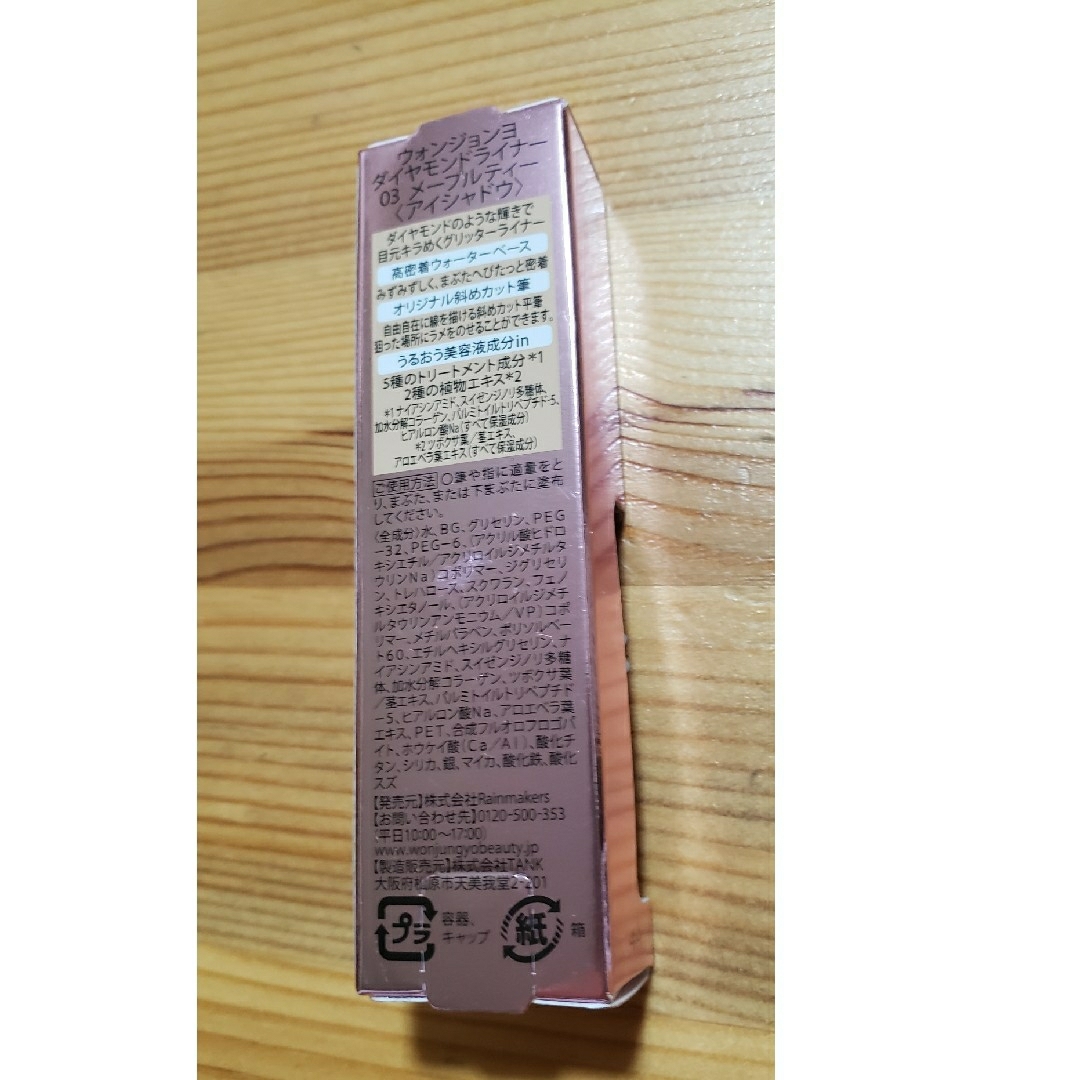 ウォンジョンヨ
ダイヤモンドライナー
03 メープルティー
〈アイシャドウ〉
ダイヤモンドのような輝きで
目元キラめくグリッターライナー
高密着ウォーターベース
みずみずしく、まぶたへぴたっと密着
オリジナル斜めカット筆
自由自在に線を描ける斜めカット平筆
狙った場所にラメをのせることができます。
うるおう美容液成分in
5種のトリートメント成分*1
2種の植物エキス*2
*1 ナイアシンアミド、スイゼンジノリ多糖体、
加水分解コラーゲン、パルミトイルトリペプチド-5、
ヒアルロン酸Na（すべて保湿成分）
*2 ツボクサ葉／茎エキス、
アロエベラ葉エキス（すべて保湿成分）
ご使用方法 〇筆や指に適量をと
り、まぶた、または下まぶたに塗布
してください。
〈全成分〉水、BG、グリセリン、PEG
－32、PEG－6、（アクリル酸ヒドロ
キシエチル／アクリロイルジメチルタ
ウリンNa）コポリマー、ジグリセリ
ン、トレハロース、スクワラン、フェノ
キシエタノール、（アクリロイルジメチ
ルタウリンアンモニウム／VP）コポ
リマー、メチルパラベン、ポリソルベー
ト60、エチルヘキシルグリセリン、ナ
イアシンアミド、スイゼンジノリ多糖
体、加水分解コラーゲン、ツボクサ葉
／茎エキス、パルミトイルトリペプチド
－5、ヒアルロン酸Na、アロエベラ葉
エキス、PET、合成フルオロフロゴパ
イト、ホウケイ酸（Ca／Al）、酸化チ
タン、シリカ、銀、マイカ、酸化鉄、酸化
スズ
【発売元】株式会社Rainmakers
【お問い合わせ先】0120-500-353
（平日10:00～17:00）
www.wonjungyobeauty.jp
【製造販売元】株式会社TANK
大阪府松原市天美我堂2-201
プラ 容器、
キャップ
紙 箱